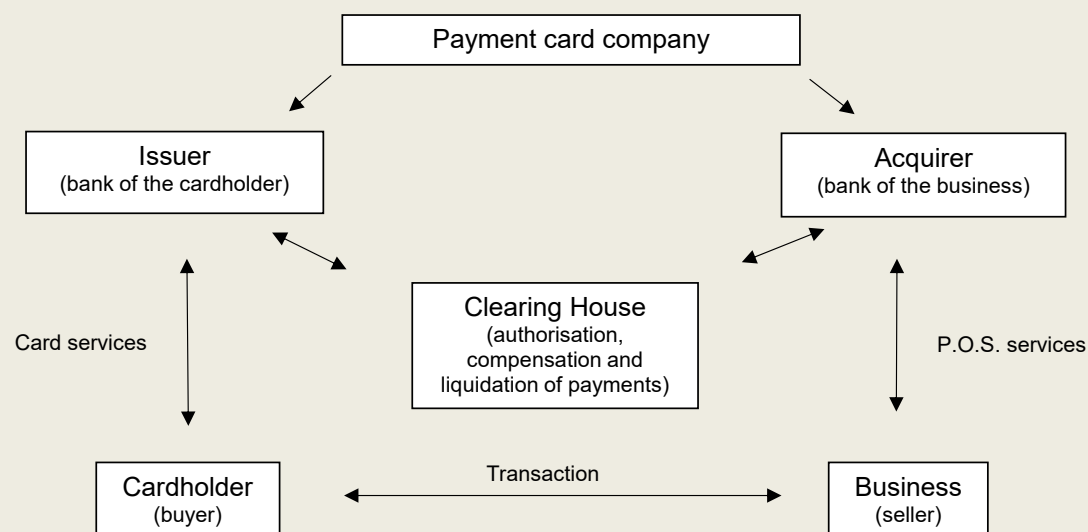 Payment card company
Issuer
(bank of the cardholder)
Acquirer
(bank of the business)
Clearing House
(authorisation,
compensation and
liquidation of payments)
Card services
P.O.S. services
Transaction
Cardholder
(buyer)
Business
(seller)